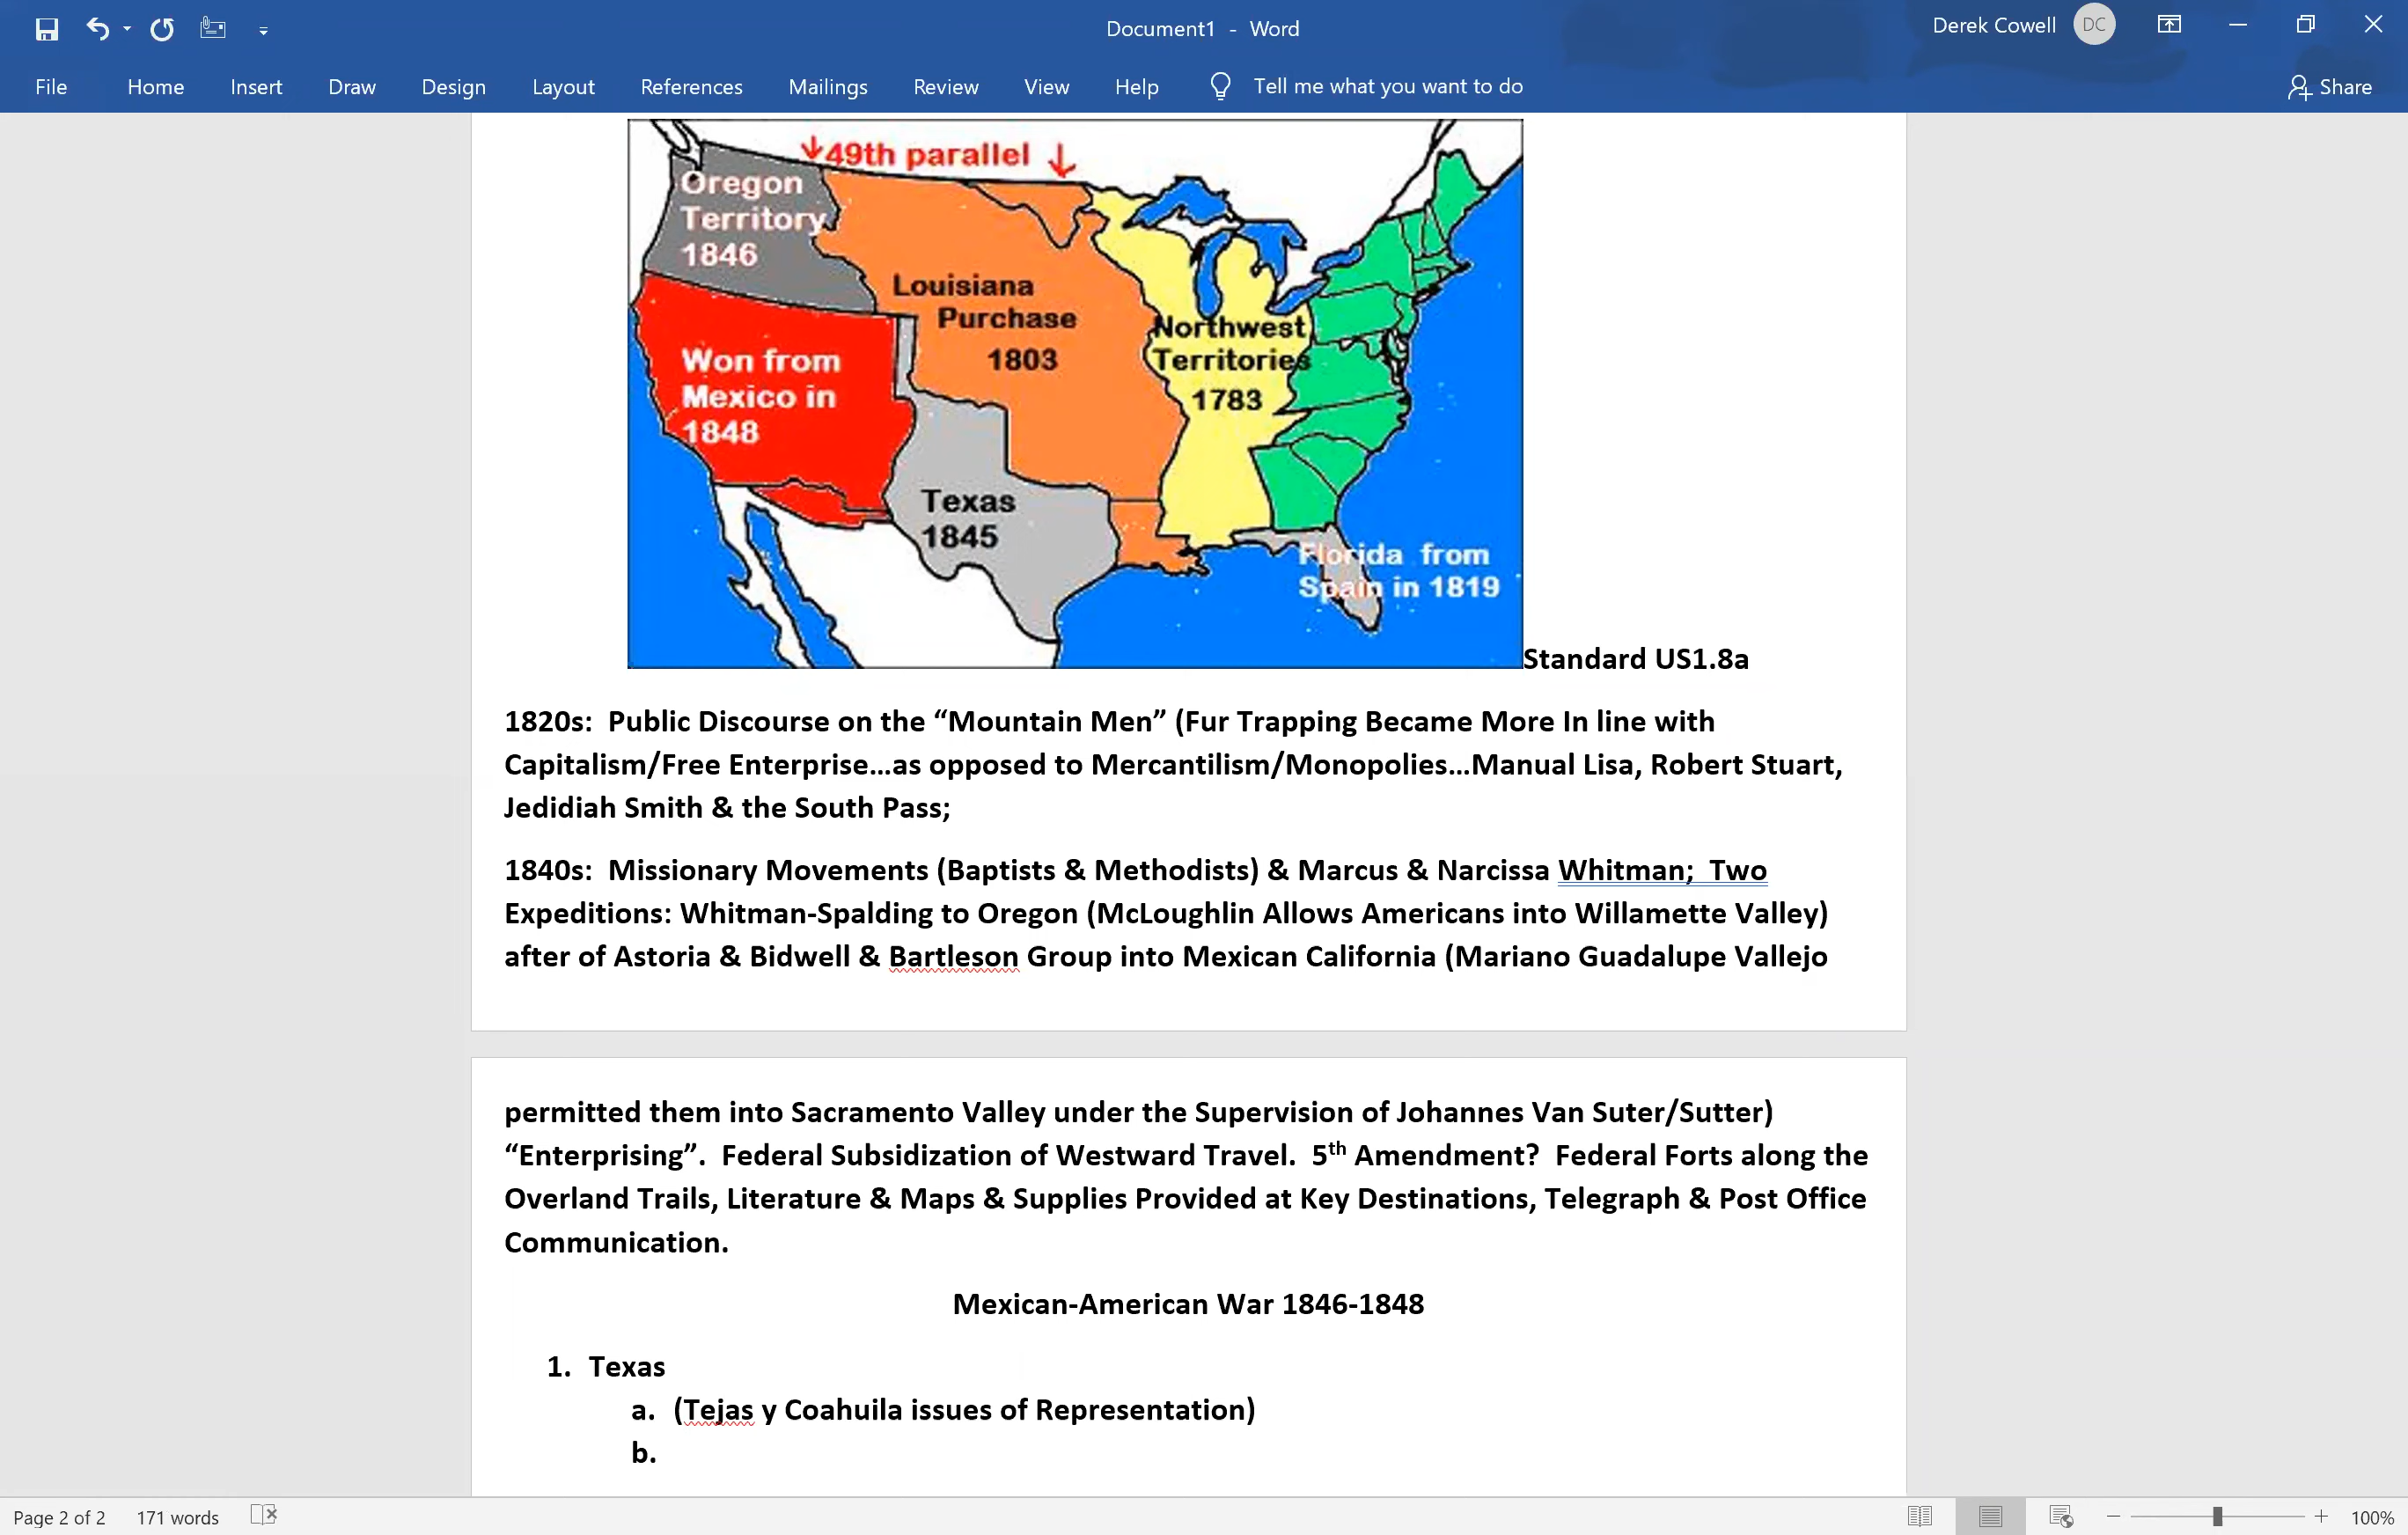 Document1 - Word
Derek Cowell
DC
File Home Insert Draw Design Layout References Mailings Review View Help Tell me what you want to do Share
49th parallel
Oregon
Territory
1846
Louisiana
Purchase
1803
Northwest
Territories
1783
Won from
Mexico in
1848
Texas
1845
Florida from
Spain in 1819
Standard US1.8a
1820s: Public Discourse on the “Mountain Men” (Fur Trapping Became More In line with
Capitalism/Free Enterprise…as opposed to Mercantilism/Monopolies…Manual Lisa, Robert Stuart,
Jedidiah Smith & the South Pass;
1840s: Missionary Movements (Baptists & Methodists) & Marcus & Narcissa Whitman; Two
Expeditions: Whitman-Spalding to Oregon (McLoughlin Allows Americans into Willamette Valley)
after of Astoria & Bidwell & Bartleson Group into Mexican California (Mariano Guadalupe Vallejo
permitted them into Sacramento Valley under the Supervision of Johannes Van Suter/Sutter)
“Enterprising”. Federal Subsidization of Westward Travel. 5th Amendment? Federal Forts along the
Overland Trails, Literature & Maps & Supplies Provided at Key Destinations, Telegraph & Post Office
Communication.
Mexican-American War 1846-1848
1. Texas
a. (Tejas y Coahuila issues of Representation)
b.
Page 2 of 2 171 words 100%